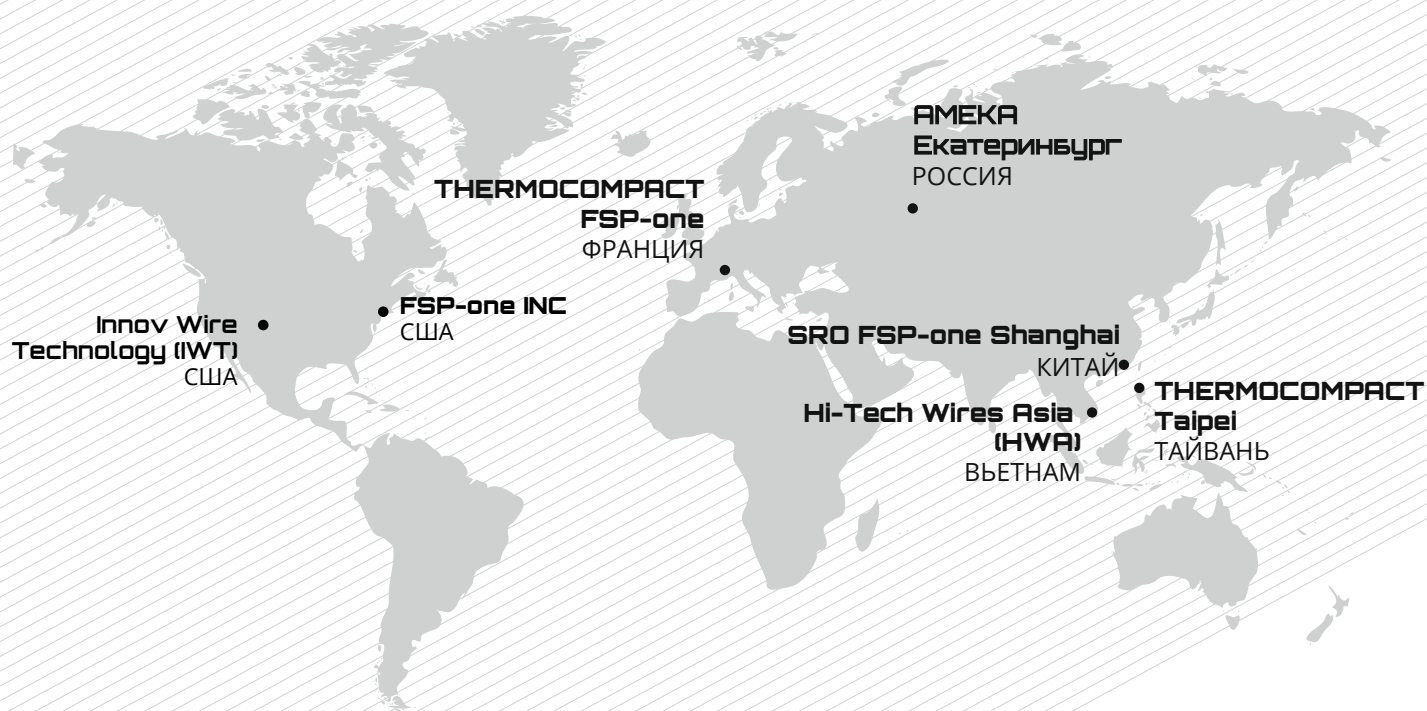 АМЕКА
Екатеринбург
РОССИЯ
THERMOCOMPACT
FSP-one
ФРАНЦИЯ
FSP-one INC
США
Innov Wire
Technology (IWT)
США
SRO FSP-one Shanghai
КИТАЙ
THERMOCOMPACT
Taipei
ТАЙВАНЬ
Hi-Tech Wires Asia
(HWA)
ВЬЕТНАМ